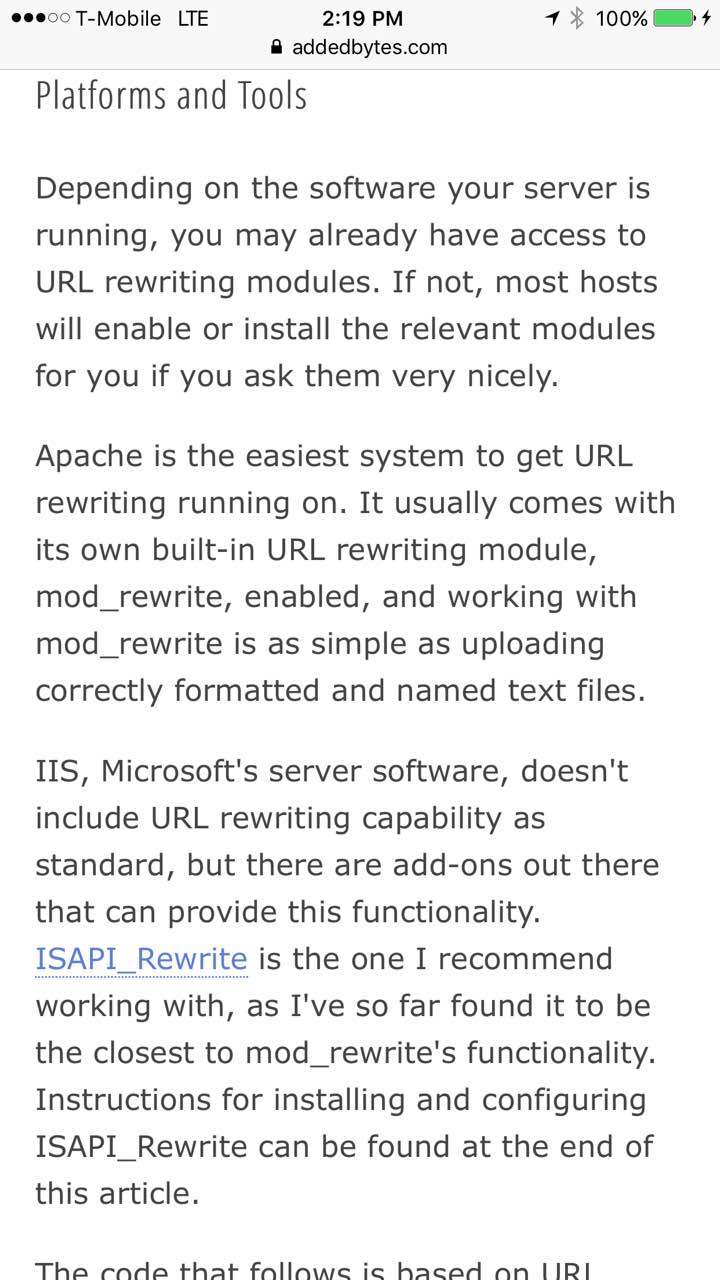 T-Mobile LTE 2:19 PM 100%
addedbytes.com
Platforms and Tools
Depending on the software your server is
running, you may already have access to
URL rewriting modules. If not, most hosts
will enable or install the relevant modules
for you if you ask them very nicely.
Apache is the easiest system to get URL
rewriting running on. It usually comes with
its own built-in URL rewriting module,
mod_rewrite, enabled, and working with
mod_rewrite is as simple as uploading
correctly formatted and named text files.
IIS, Microsoft's server software, doesn't
include URL rewriting capability as
standard, but there are add-ons out there
that can provide this functionality.
ISAPI_Rewrite is the one I recommend
working with, as I've so far found it to be
the closest to mod_rewrite's functionality.
Instructions for installing and configuring
ISAPI_Rewrite can be found at the end of
this article.
The code that follows is based on URL